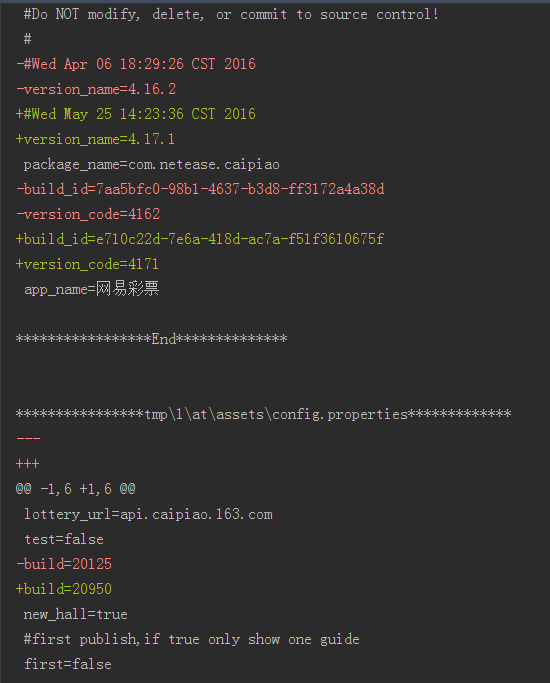 #Do NOT modify, delete, or commit to source control!
#
-#Wed Apr 06 18:29:26 CST 2016
-version_name=4.16.2
+#Wed May 25 14:23:36 CST 2016
+version_name=4.17.1
package_name=com.netease.caipiao
-build_id=7aa5bfc0-98b1-4637-b3d8-ff3172a4a38d
-version_code=4162
+build_id=e710c22d-7e6a-418d-ac7a-f51f3610675f
+version_code=4171
app_name=网易彩票
*****************End**************
****************tmp\l\at\assets\config.properties*************
---
+++
@@ -1,6 +1,6 @@
lottery_url=api.caipiao.163.com
test=false
-build=20125
+build=20950
new_hall=true
#first publish,if true only show one guide
first=false